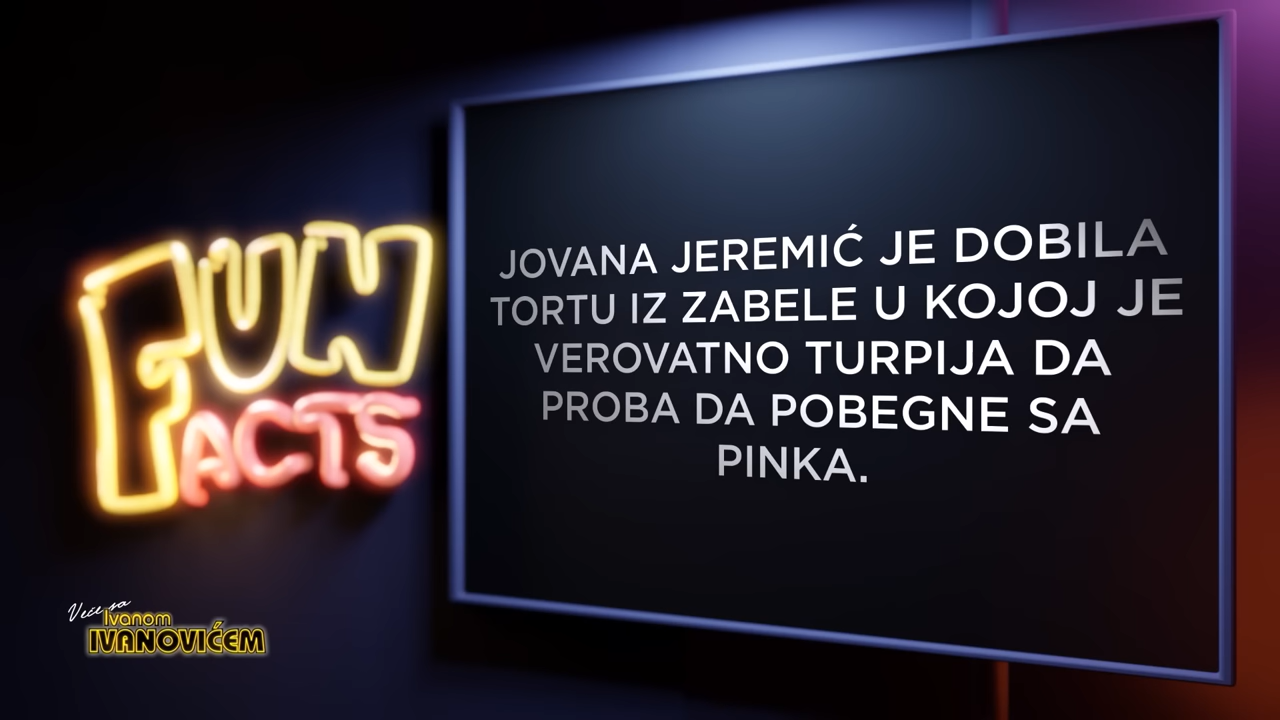 FUN
FACTS
JOVANA JEREMIĆ JE DOBILA
TORTU IZ ZABELE U KOJOJ JE
VEROVATNO TURPIJA DA
PROBA DA POBEGNE SA
PINKA.
Veče sa
Ivanom
IVANOVIĆEM